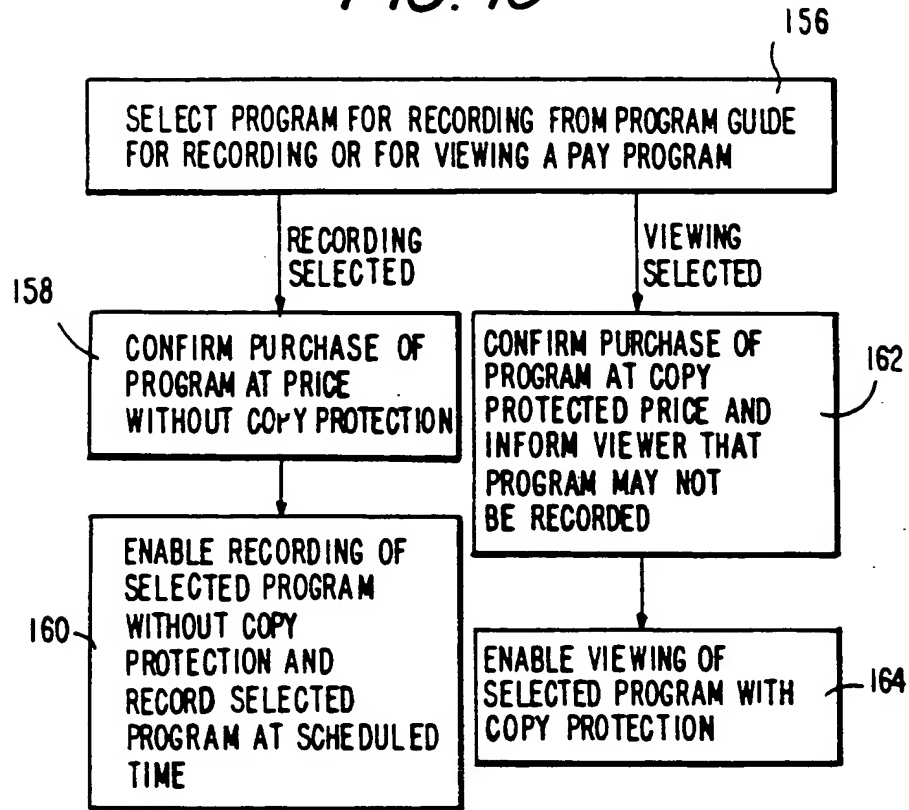 156
SELECT PROGRAM FOR RECORDING FROM PROGRAM GUIDE
FOR RECORDING OR FOR VIEWING A PAY PROGRAM
RECORDING
SELECTED
VIEWING
SELECTED
158
CONFIRM PURCHASE OF
PROGRAM AT PRICE
WITHOUT COPY PROTECTION
CONFIRM PURCHASE OF
PROGRAM AT COPY
PROTECTED PRICE AND
INFORM VIEWER THAT
PROGRAM MAY NOT
BE RECORDED
162
160
ENABLE RECORDING OF
SELECTED PROGRAM
WITHOUT COPY
PROTECTION AND
RECORD SELECTED
PROGRAM AT SCHEDULED
TIME
ENABLE VIEWING OF
SELECTED PROGRAM WITH
COPY PROTECTION
164